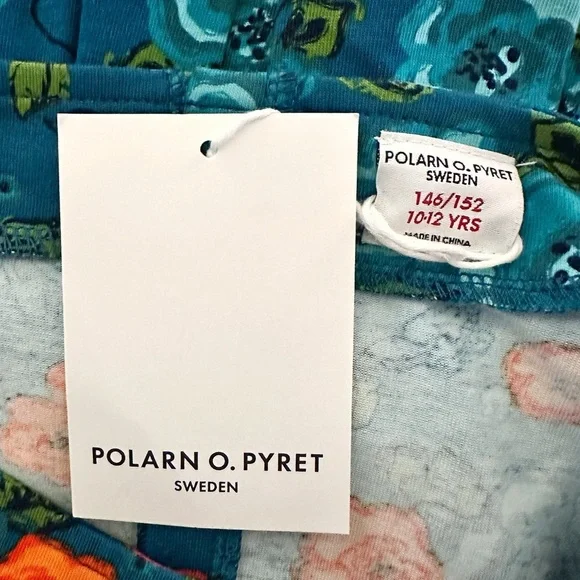 POLARN O. PYRET
SWEDEN
146/152
10-12 YRS
MADE IN CHINA
POLARN O. PYRET
SWEDEN